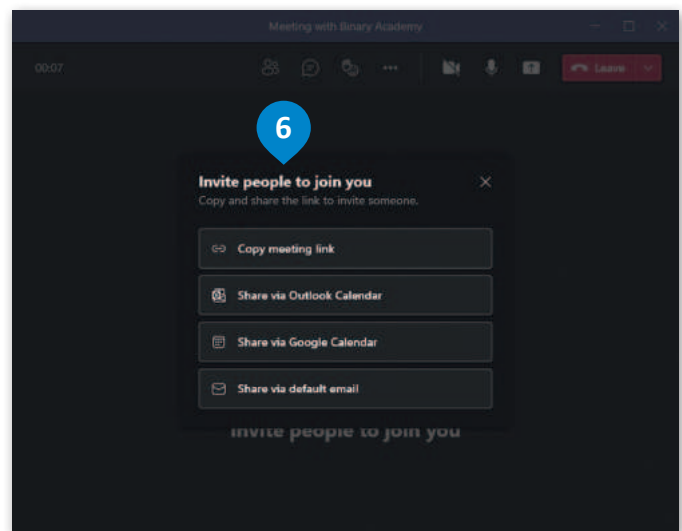 Meeting with Binary Academy
00:07
Leave
6
Invite people to join you
Copy and share the link to invite someone.
Copy meeting link
Share via Outlook Calendar
Share via Google Calendar
Share via default email
Invite people to join you